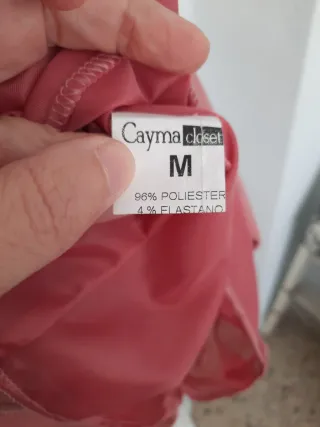 Cayma closet
M
96% POLIESTER
4 % ELASTANO